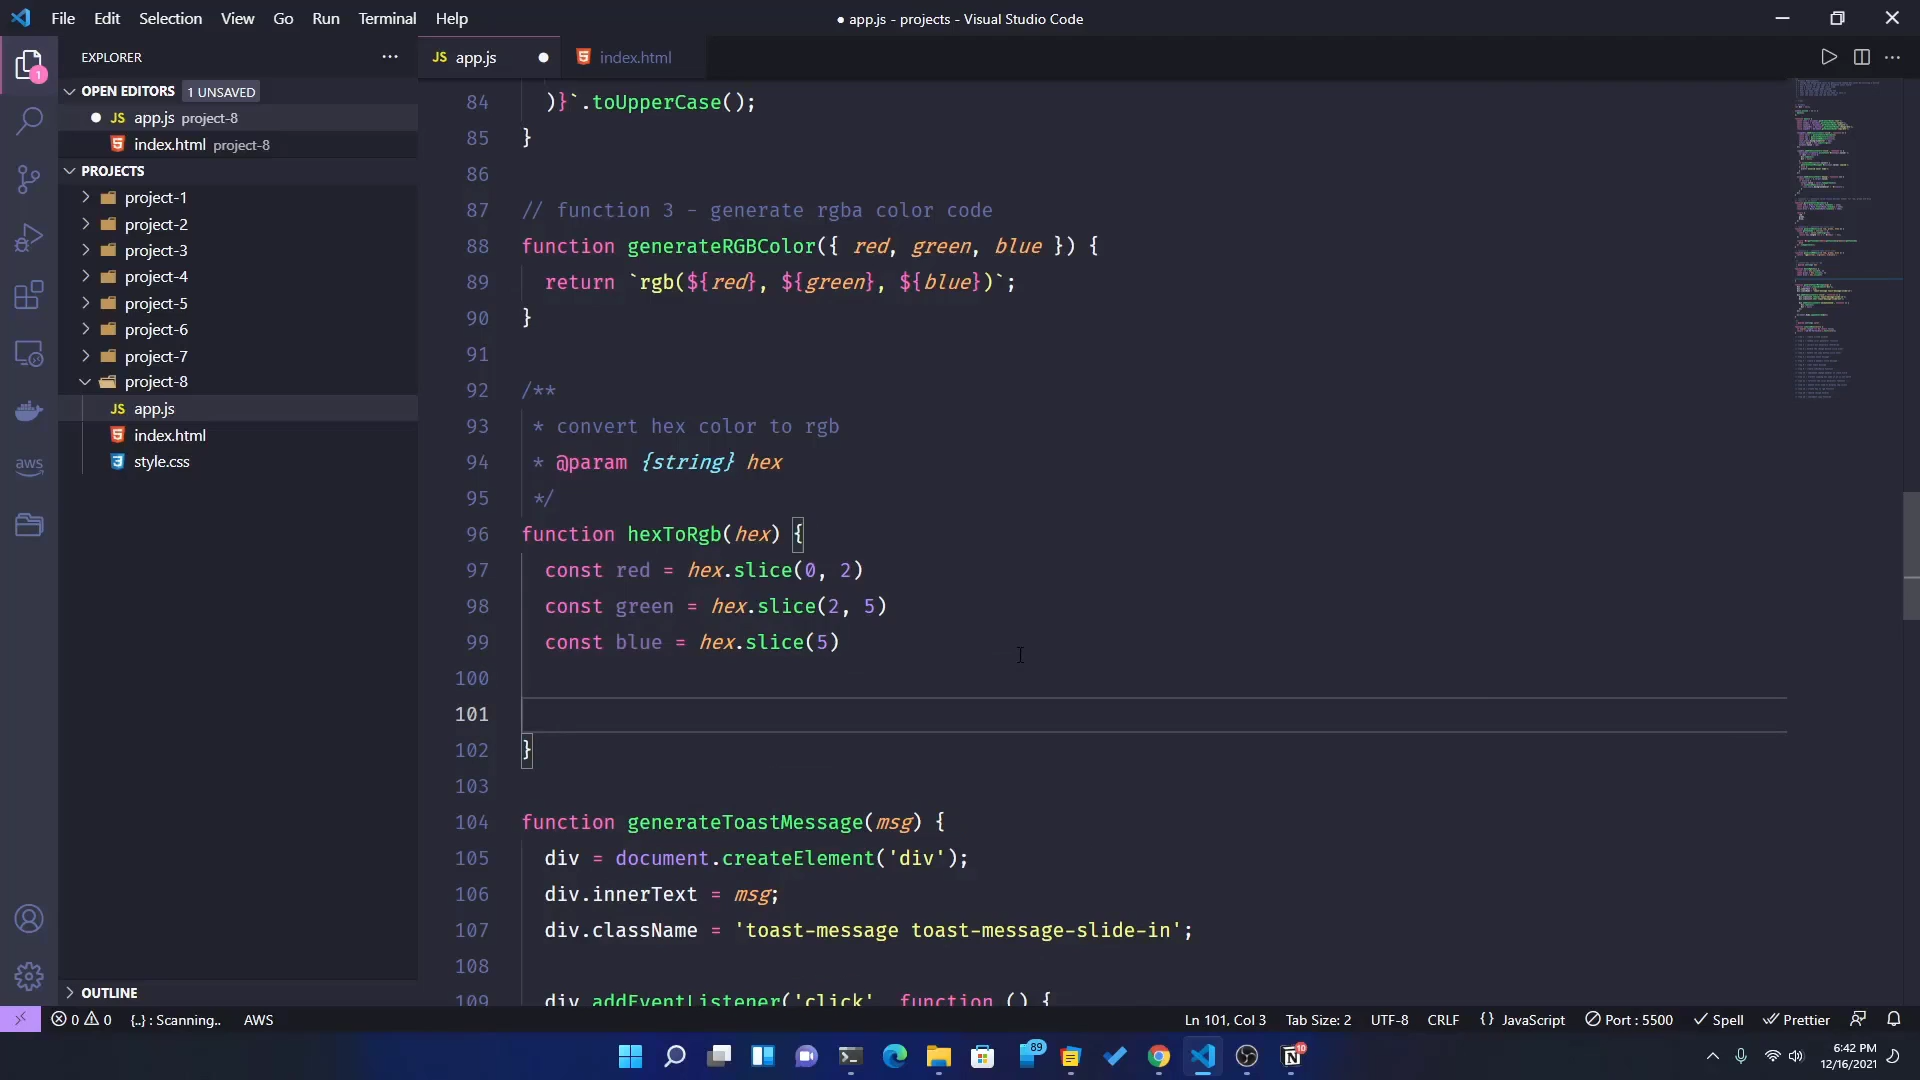 File Edit Selection View Go Run Terminal Help
● app.js - projects - Visual Studio Code
EXPLORER
JS app.js
index.html
OPEN EDITORS 1 UNSAVED
JS app.js project-8
index.html project-8
PROJECTS
project-1
project-2
project-3
project-4
project-5
project-6
project-7
project-8
JS app.js
index.html
style.css
OUTLINE
1
aws
84 )}`.toUpperCase();
85 }
86
87 // function 3 - generate rgba color code
88 function generateRGBColor({ red, green, blue }) {
89 return `rgb(${red}, ${green}, ${blue})`;
90 }
91
92 /**
93 * convert hex color to rgb
94 * @param {string} hex
95 */
96 function hexToRgb(hex) {
97 const red = hex.slice(0, 2)
98 const green = hex.slice(2, 5)
99 const blue = hex.slice(5)
100
101
102 }
103
104 function generateToastMessage(msg) {
105 div = document.createElement('div');
106 div.innerText = msg;
107 div.className = 'toast-message toast-message-slide-in';
108
109 div.addEventListener('click', function () {
0 0 {..} : Scanning.. AWS
Ln 101, Col 3 Tab Size: 2 UTF-8 CRLF {} JavaScript Port : 5500 Spell Prettier
89
10
6:42 PM
12/16/2021